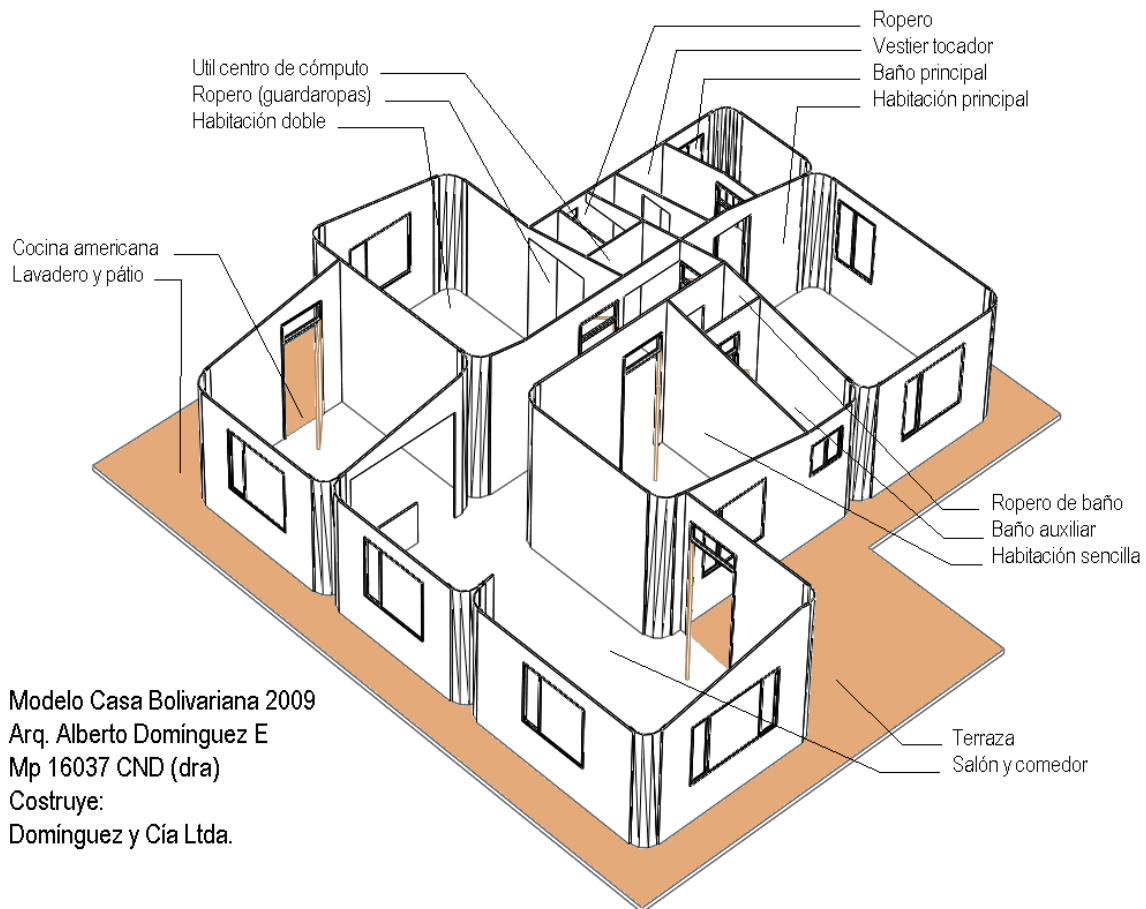 Ropero
Vestier tocador
Baño principal
Habitación principal
Util centro de cómputo
Ropero (guardaropas)
Habitación doble
Cocina americana
Lavadero y pátio
Ropero de baño
Baño auxiliar
Habitación sencilla
Terraza
Salón y comedor
Modelo Casa Bolivariana 2009
Arq. Alberto Domínguez E
Mp 16037 CND (dra)
Costruye:
Domínguez y Cía Ltda.